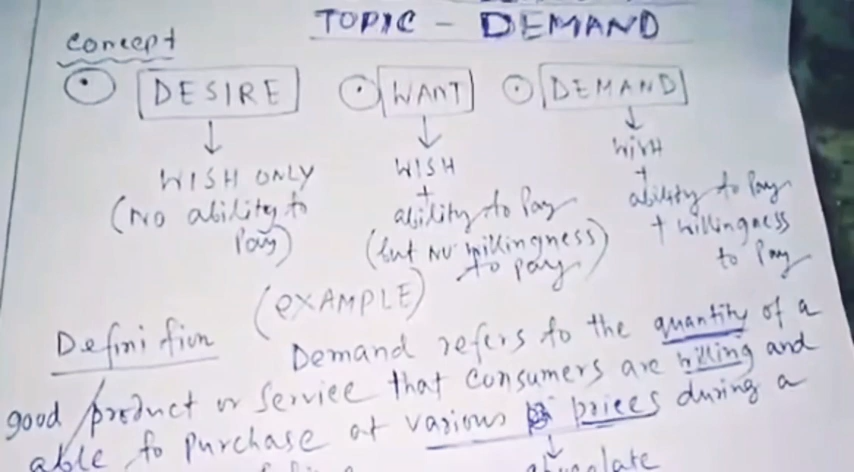 TOPIC - DEMAND
Concept
DESIRE WANT DEMAND
WISH ONLY WISH WISH
(NO ability to + +
Pay) ability to Pay ability to Pay
(but NO willingness) + willingness
to pay to Pay
(EXAMPLE)
Definition Demand refers to the quantity of a
good/product or Service that consumers are willing and
able to purchase at various prices during a